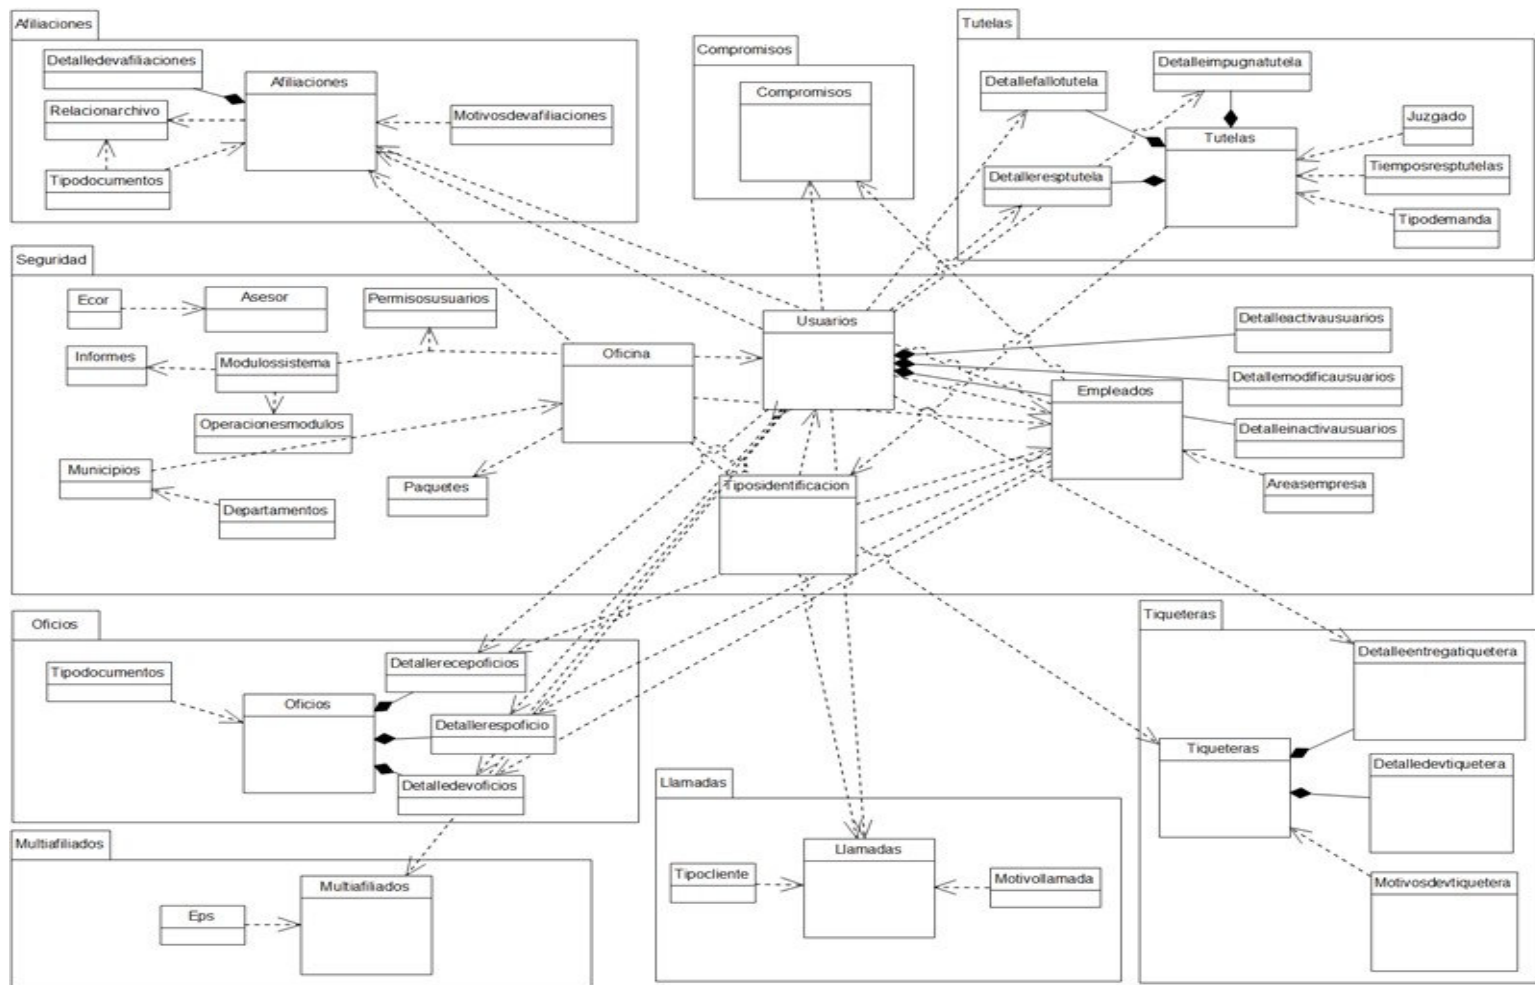 Afiliaciones
Detalledevafiliaciones
Afiliaciones
Relacionarchivo
Motivosdevafiliaciones
Tipodocumentos
Compromisos
Compromisos
Tutelas
Detalleimpugnatutela
Detallefallotutela
Juzgado
Tutelas
Tiemposresptutelas
Detalleresptutela
Tipodemanda
Seguridad
Ecor
Asesor
Permisosusuarios
Usuarios
Detalleactivausuarios
Informes
Modulossistema
Oficina
Detallemodificausuarios
Empleados
Operacionesmodulos
Detalleinactivausuarios
Municipios
Paquetes
Tiposidentificacion
Areasempresa
Departamentos
Oficios
Tipodocumentos
Detallerecepoficios
Oficios
Detallerespoficio
Detalledevoficios
Tiqueteras
Detalleentregatiquetera
Tiqueteras
Detalledevtiquetera
Motivosdevtiquetera
Llamadas
Llamadas
Tipocliente
Motivollamada
Multiafiliados
Multiafiliados
Eps